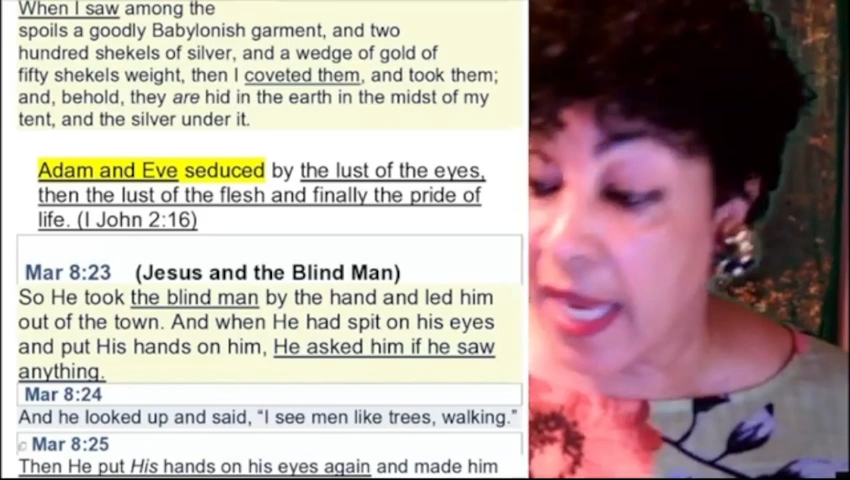 When I saw among the
spoils a goodly Babylonish garment, and two
hundred shekels of silver, and a wedge of gold of
fifty shekels weight, then I coveted them, and took them;
and, behold, they are hid in the earth in the midst of my
tent, and the silver under it.
Adam and Eve seduced by the lust of the eyes,
then the lust of the flesh and finally the pride of
life. (I John 2:16)
Mar 8:23 (Jesus and the Blind Man)
So He took the blind man by the hand and led him
out of the town. And when He had spit on his eyes
and put His hands on him, He asked him if he saw
anything.
Mar 8:24
And he looked up and said, “I see men like trees, walking.”
Mar 8:25
Then He put His hands on his eyes again and made him